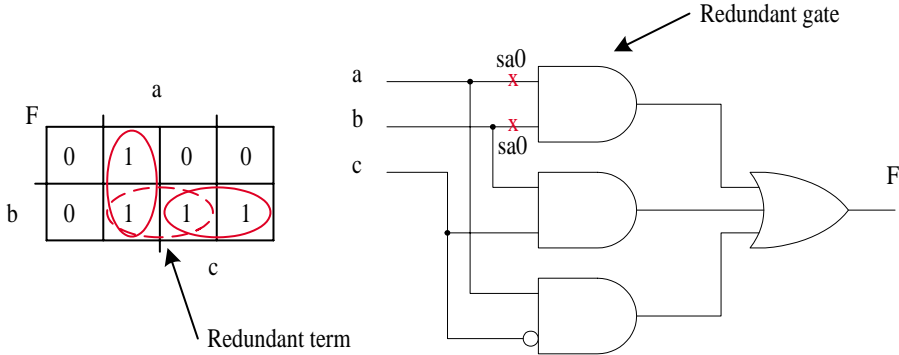 Redundant gate
a
F
0 1 0 0
b
0 1 1 1
c
Redundant term
sa0
a
x
b
x
sa0
c
F